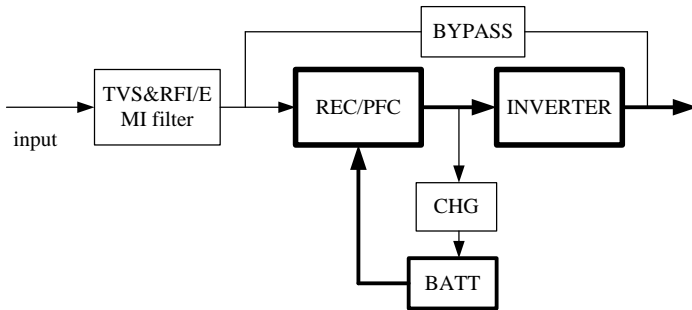 BYPASS
TVS&RFI/E
MI filter
REC/PFC
INVERTER
input
CHG
BATT